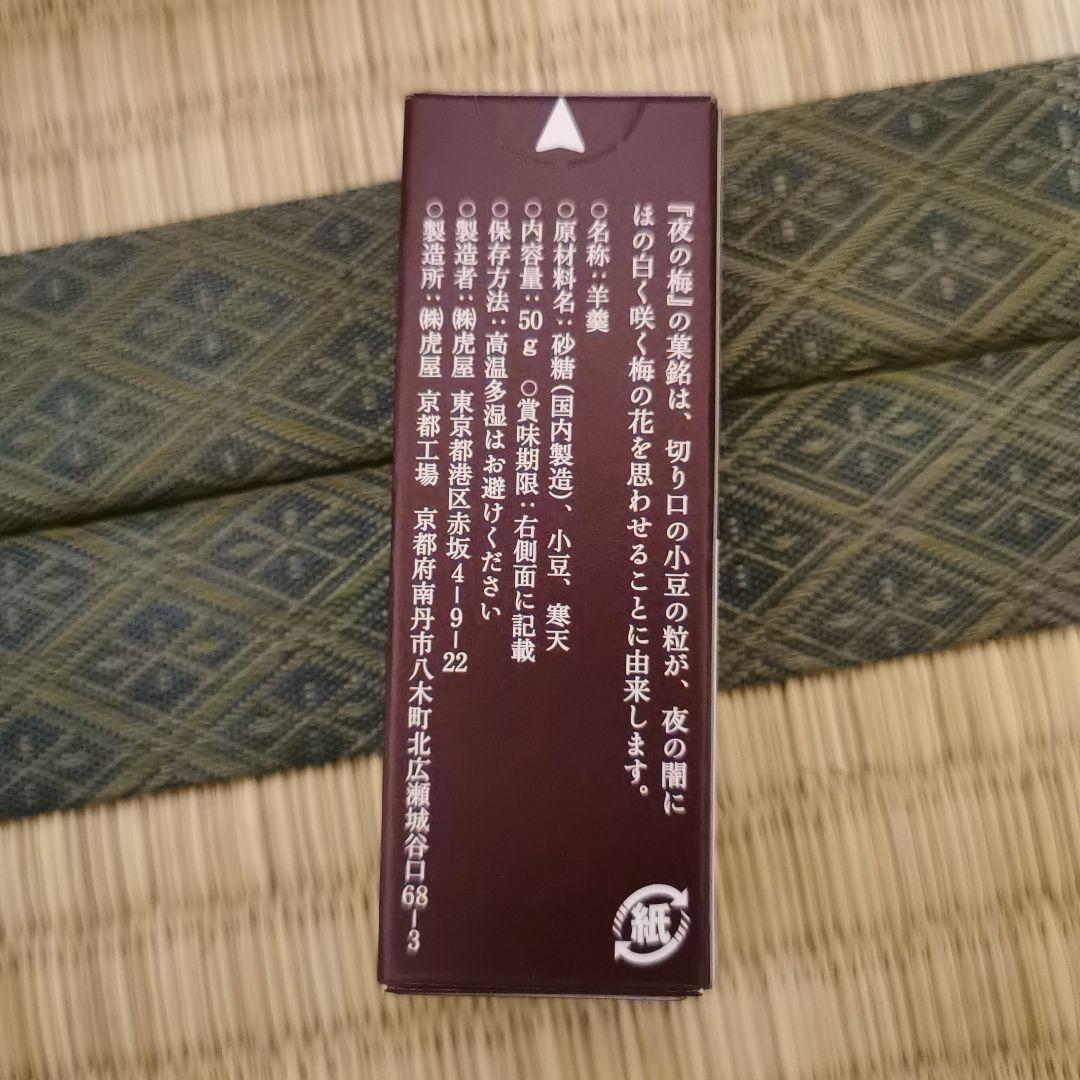 『夜の梅』の菓銘は、切り口の小豆の粒が、夜の闇に
ほの白く咲く梅の花を思わせることに由来します。
○名称：羊羹
○原材料名：砂糖（国内製造）、小豆、寒天
○内容量：50g ○賞味期限：右側面に記載
○保存方法：高温多湿はお避けください
○製造者：㈱虎屋 東京都港区赤坂4-9-22
○製造所：㈱虎屋 京都工場 京都府南丹市八木町北広瀬城谷口68-3
紙